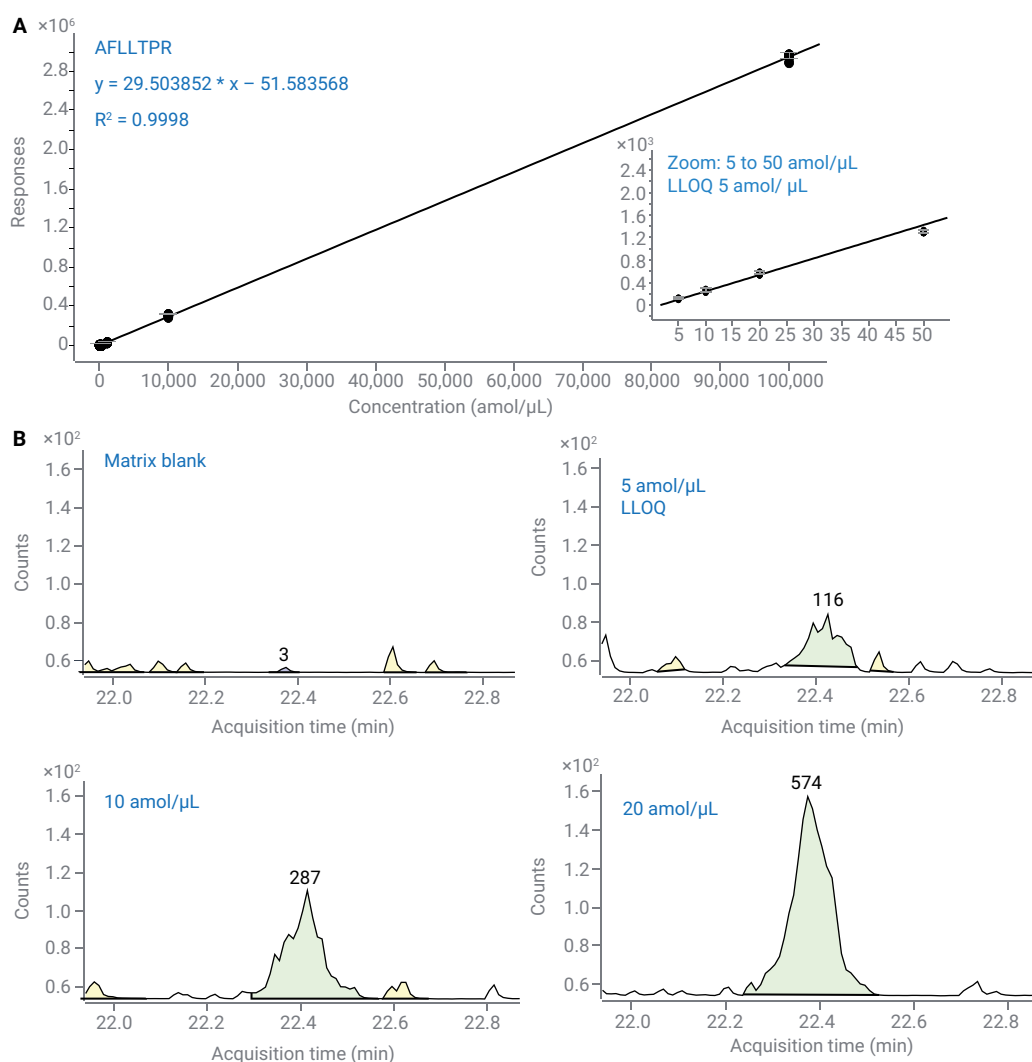 A
×10⁶
AFLLTPR
y = 29.503852 * x – 51.583568
R² = 0.9998
Responses
2.8
2.4
2.0
1.6
1.2
0.8
0.4
0
0 10,000 20,000 30,000 40,000 50,000 60,000 70,000 80,000 90,000 100,000
Concentration (amol/µL)
×10³
Zoom: 5 to 50 amol/µL
LLOQ 5 amol/ µL
2.4
2.0
1.6
1.2
0.8
0.4
0
5 10 15 20 25 30 35 40 45 50
B
×10²
Matrix blank
Counts
1.6
1.4
1.2
1.0
0.8
0.6
3
22.0 22.2 22.4 22.6 22.8
Acquisition time (min)
×10²
5 amol/µL
LLOQ
Counts
1.6
1.4
1.2
1.0
0.8
0.6
116
22.0 22.2 22.4 22.6 22.8
Acquisition time (min)
×10²
10 amol/µL
Counts
1.6
1.4
1.2
1.0
0.8
0.6
287
22.0 22.2 22.4 22.6 22.8
Acquisition time (min)
×10²
20 amol/µL
Counts
1.6
1.4
1.2
1.0
0.8
0.6
574
22.0 22.2 22.4 22.6 22.8
Acquisition time (min)